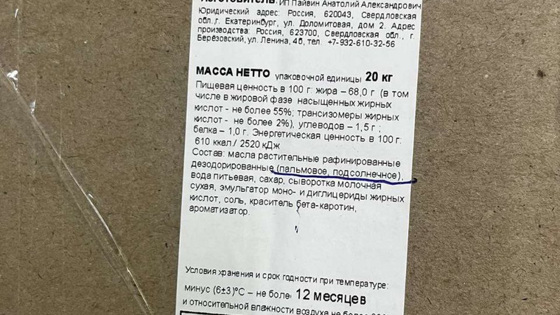 ИЗГОТОВИТЕЛЬ: ИП Пайвин Анатолий Александрович
Юридический адрес: Россия, 620043, Свердловская
обл., г. Екатеринбург, ул. Доломитовая, дом 2. Адрес
производства: Россия, 623700, Свердловская обл., г.
Березовский, ул. Ленина, 46, тел. +7-932-610-32-56
МАССА НЕТТО упаковочной единицы 20 кг
Пищевая ценность в 100 г: жира – 68,0 г (в том
числе в жировой фазе насыщенных жирных
кислот - не более 55%; трансизомеры жирных
кислот - не более 2%), углеводов – 1,5 г;
белка – 1,0 г. Энергетическая ценность в 100 г:
610 ккал / 2520 кДж
Состав: масла растительные рафинированные
дезодорированные (пальмовое, подсолнечное),
вода питьевая, сахар, сыворотка молочная
сухая, эмульгатор моно- и диглицериды жирных
кислот, соль, краситель бета-каротин,
ароматизатор.
Условия хранения и срок годности при температуре:
минус (6±3)°С – не более 12 месяцев
и относительной влажности воздуха не более